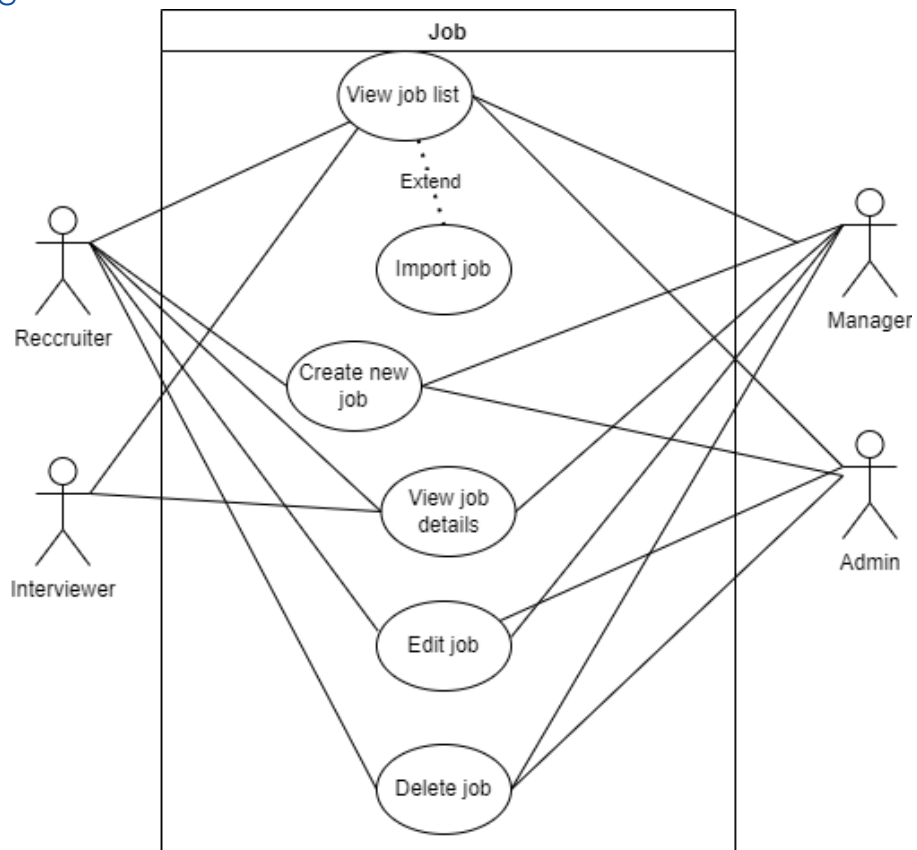 Job
View job list
Extend
Import job
Reccruiter
Manager
Create new
job
View job
details
Interviewer
Admin
Edit job
Delete job